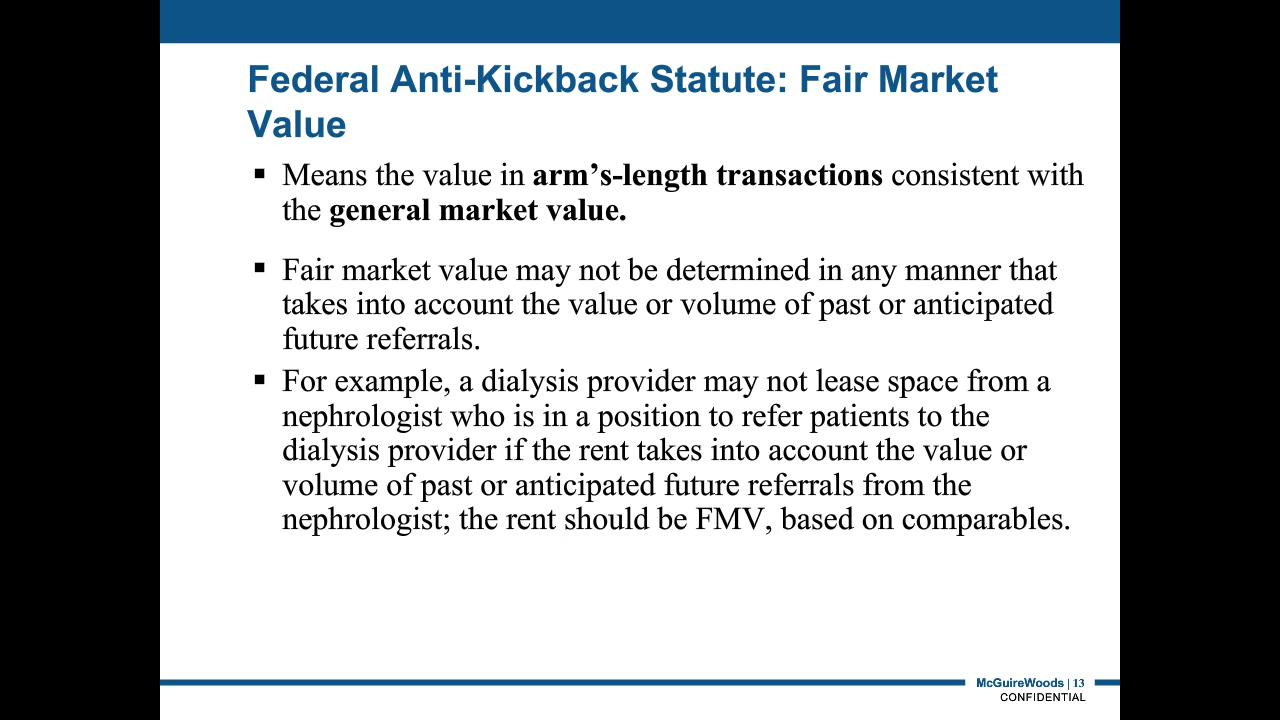 Federal Anti-Kickback Statute: Fair Market
Value
▪ Means the value in arm’s-length transactions consistent with
the general market value.
▪ Fair market value may not be determined in any manner that
takes into account the value or volume of past or anticipated
future referrals.
▪ For example, a dialysis provider may not lease space from a
nephrologist who is in a position to refer patients to the
dialysis provider if the rent takes into account the value or
volume of past or anticipated future referrals from the
nephrologist; the rent should be FMV, based on comparables.
McGuireWoods | 13
CONFIDENTIAL